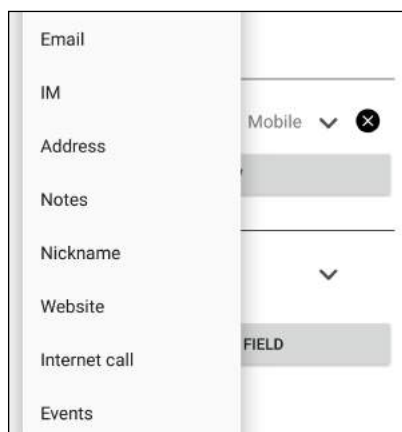 Email
IM
Mobile
Address
Notes
Nickname
Website
Internet call
FIELD
Events